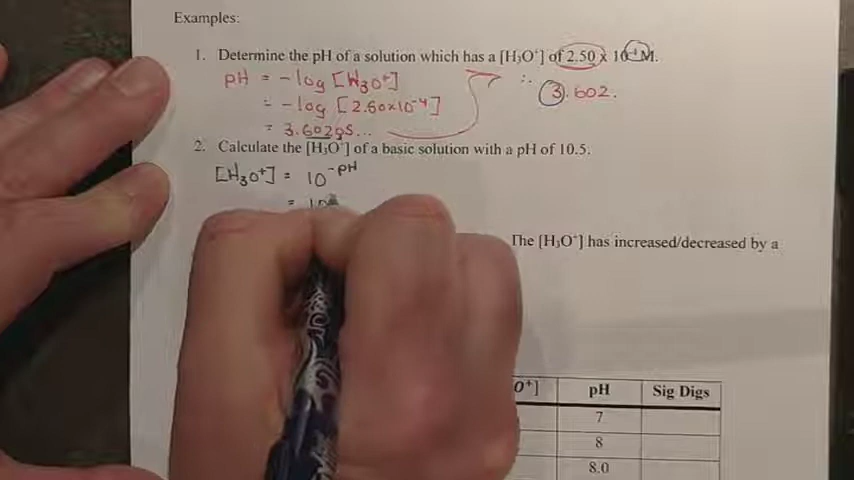 Examples:
1. Determine the pH of a solution which has a [H₃O⁺] of 2.50 x 10⁻⁴ M.
pH = -log [H₃O⁺]
= -log [2.50x10⁻⁴]
= 3.60205...
∴ 3.602.
2. Calculate the [H₃O⁺] of a basic solution with a pH of 10.5.
[H₃O⁺] = 10⁻ᵖᴴ
= 10
The [H₃O⁺] has increased/decreased by a
O⁺] pH Sig Digs
7
8
8.0